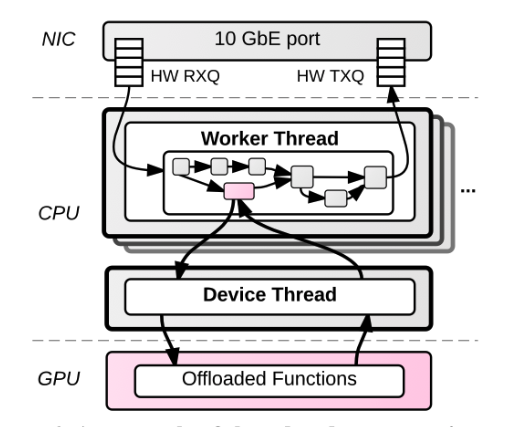 NIC
10 GbE port
HW RXQ
HW TXQ
CPU
Worker Thread
...
Device Thread
GPU
Offloaded Functions